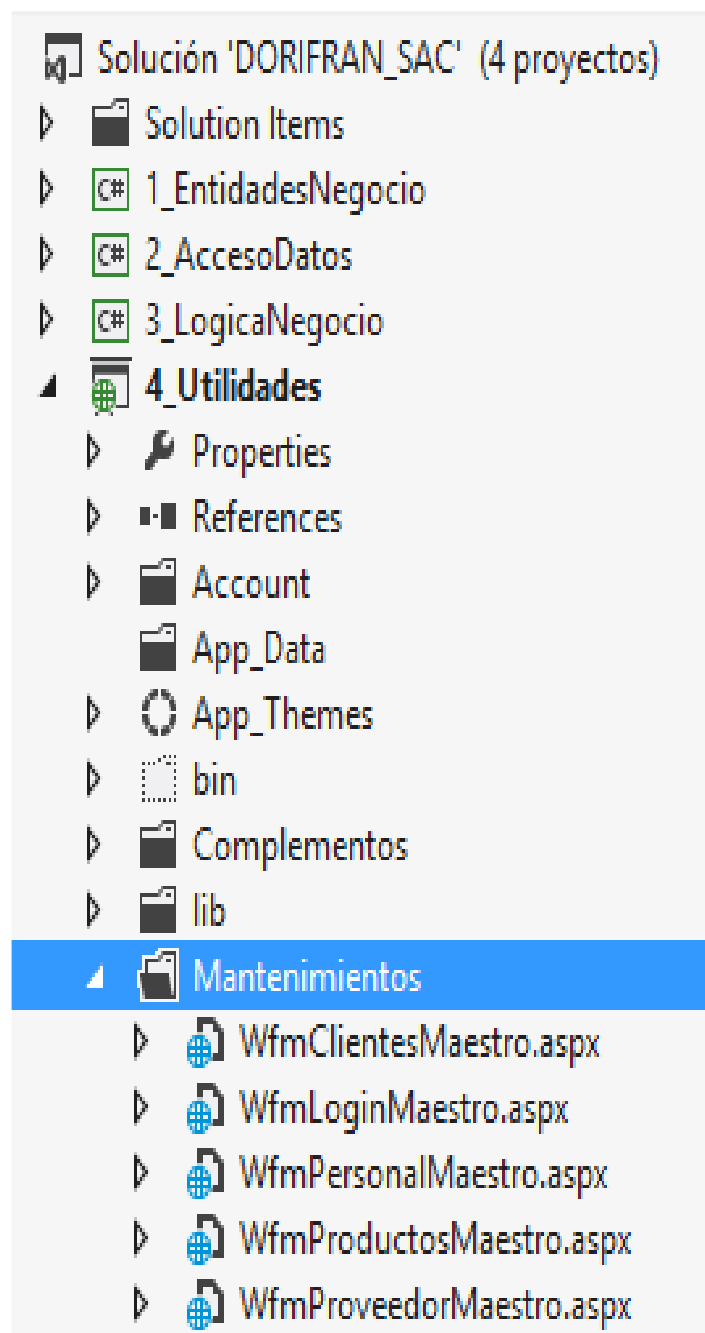 Solución 'DORIFRAN_SAC' (4 proyectos)
Solution Items
C# 1_EntidadesNegocio
C# 2_AccesoDatos
C# 3_LogicaNegocio
4_Utilidades
Properties
References
Account
App_Data
App_Themes
bin
Complementos
lib
Mantenimientos
WfmClientesMaestro.aspx
WfmLoginMaestro.aspx
WfmPersonalMaestro.aspx
WfmProductosMaestro.aspx
WfmProveedorMaestro.aspx